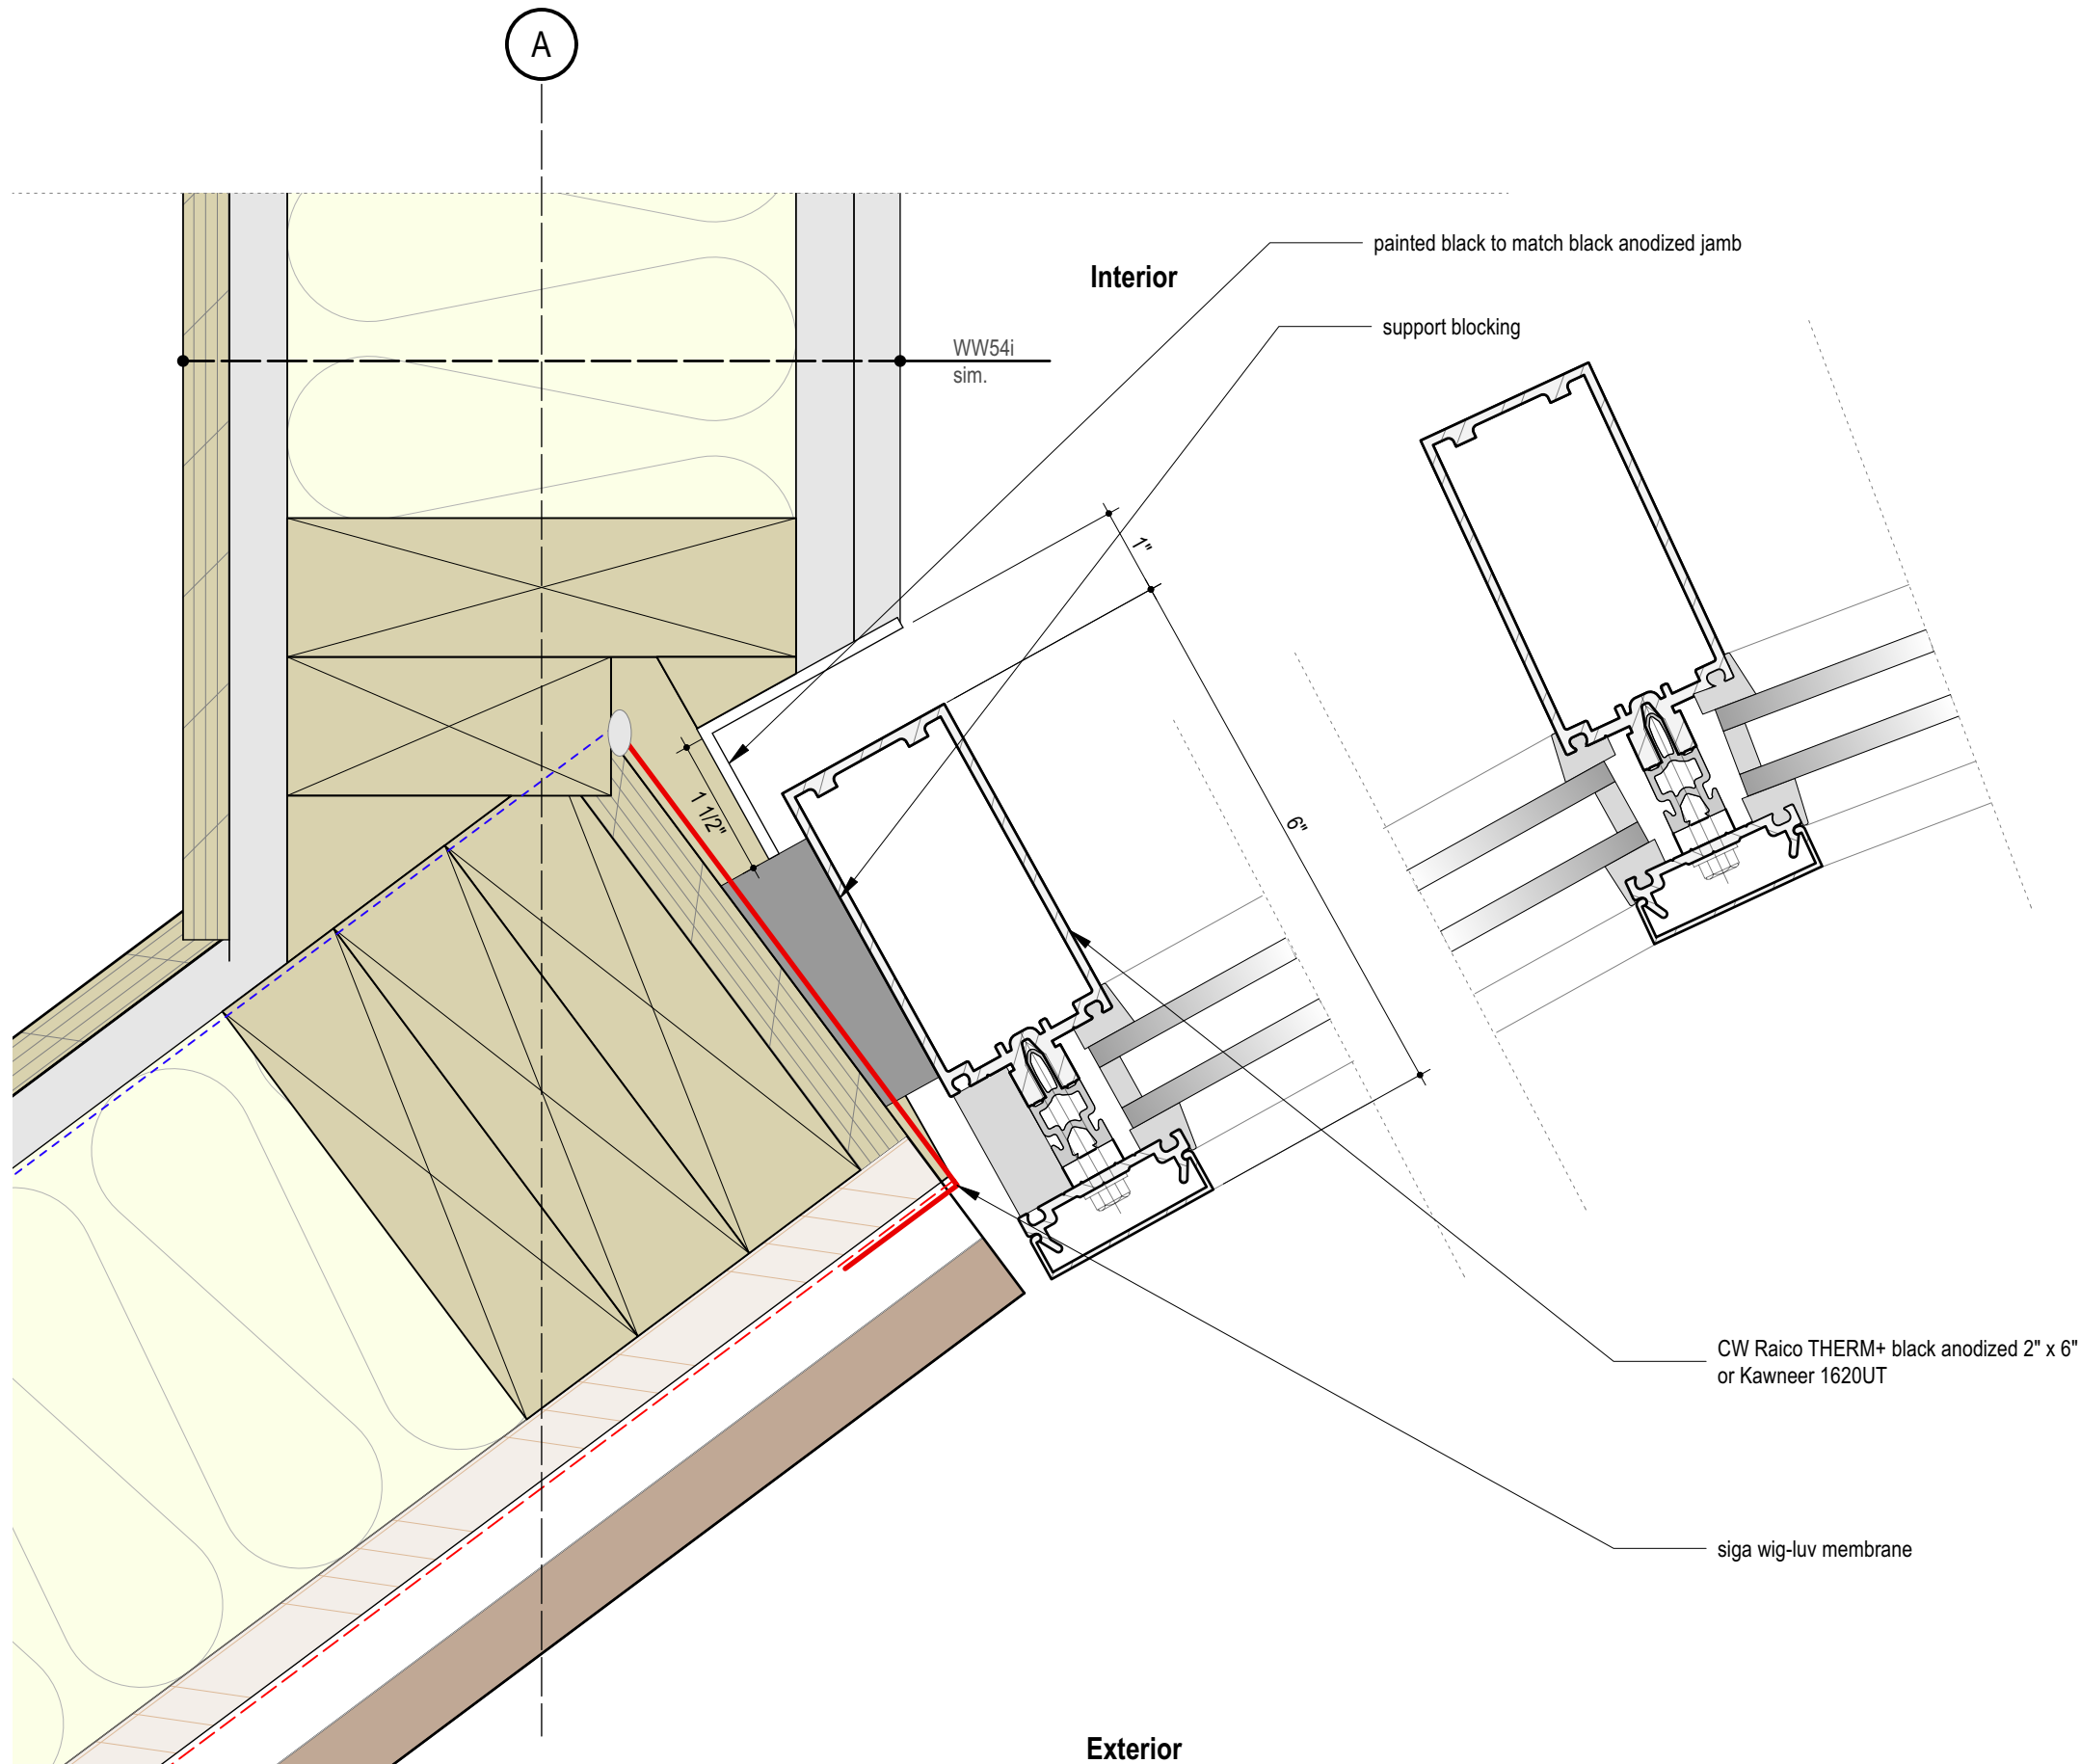 A
painted black to match black anodized jamb
Interior
support blocking
WW54i
sim.
1"
1 1/2"
6"
CW Raico THERM+ black anodized 2" x 6"
or Kawneer 1620UT
siga wig-luv membrane
Exterior